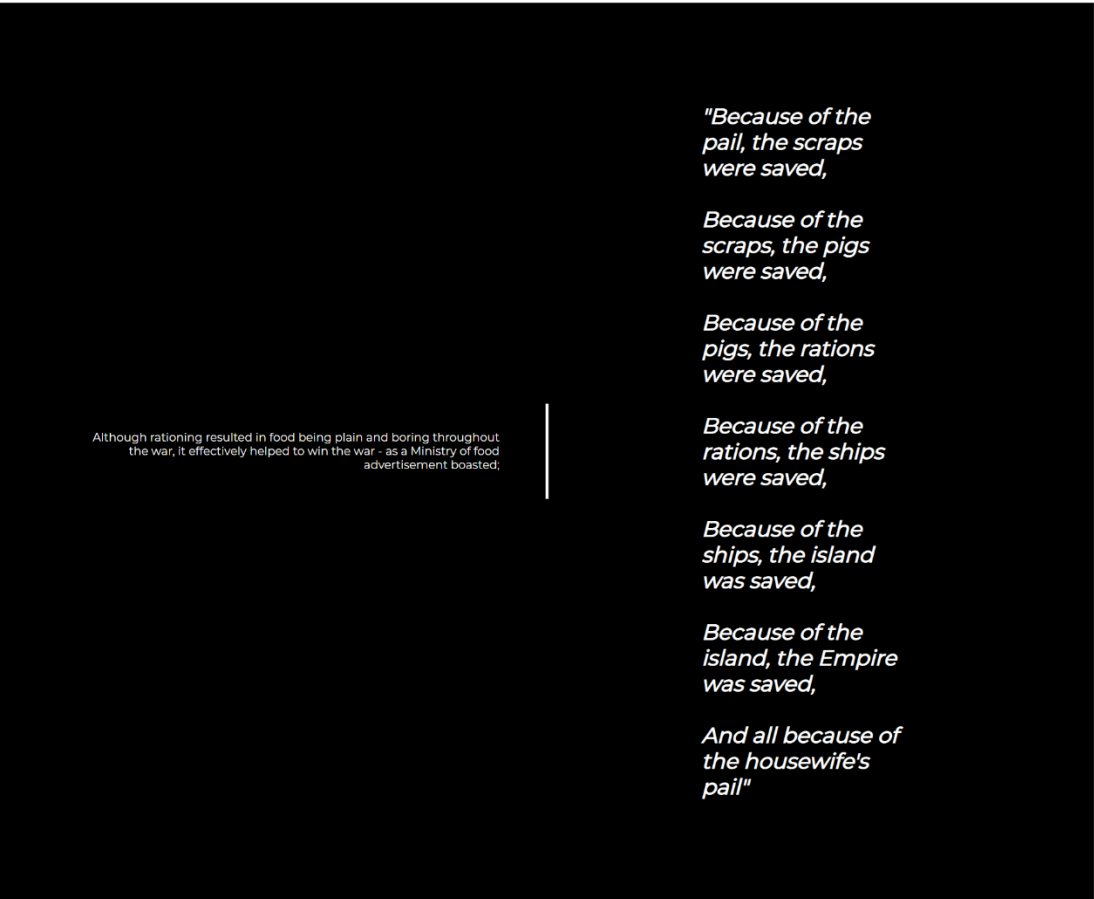 Although rationing resulted in food being plain and boring throughout
the war, it effectively helped to win the war - as a Ministry of food
advertisement boasted;
"Because of the
pail, the scraps
were saved,
Because of the
scraps, the pigs
were saved,
Because of the
pigs, the rations
were saved,
Because of the
rations, the ships
were saved,
Because of the
ships, the island
was saved,
Because of the
island, the Empire
was saved,
And all because of
the housewife's
pail"